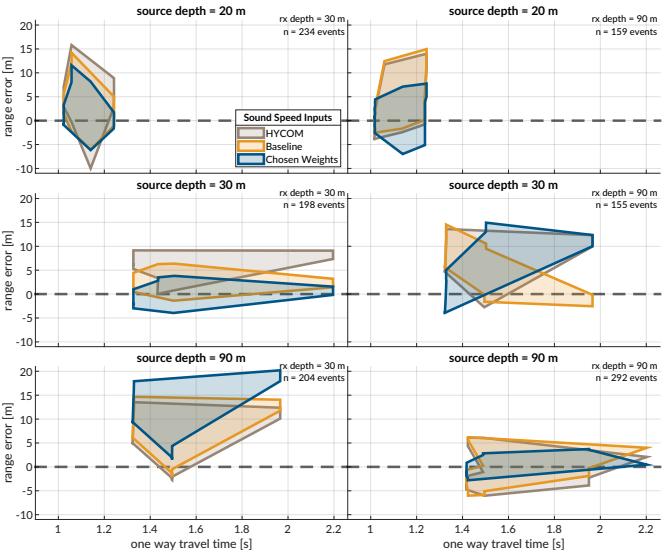 source depth = 20 m
source depth = 20 m
rx depth = 30 m
n = 234 events
rx depth = 90 m
n = 159 events
range error [m]
20
15
10
5
0
-5
-10
Sound Speed Inputs
HYCOM
Baseline
Chosen Weights
source depth = 30 m
source depth = 30 m
rx depth = 30 m
n = 198 events
rx depth = 90 m
n = 155 events
range error [m]
20
15
10
5
0
-5
-10
source depth = 90 m
source depth = 90 m
rx depth = 30 m
n = 204 events
rx depth = 90 m
n = 292 events
range error [m]
20
15
10
5
0
-5
-10
1 1.2 1.4 1.6 1.8 2 2.2
1 1.2 1.4 1.6 1.8 2 2.2
one way travel time [s]
one way travel time [s]